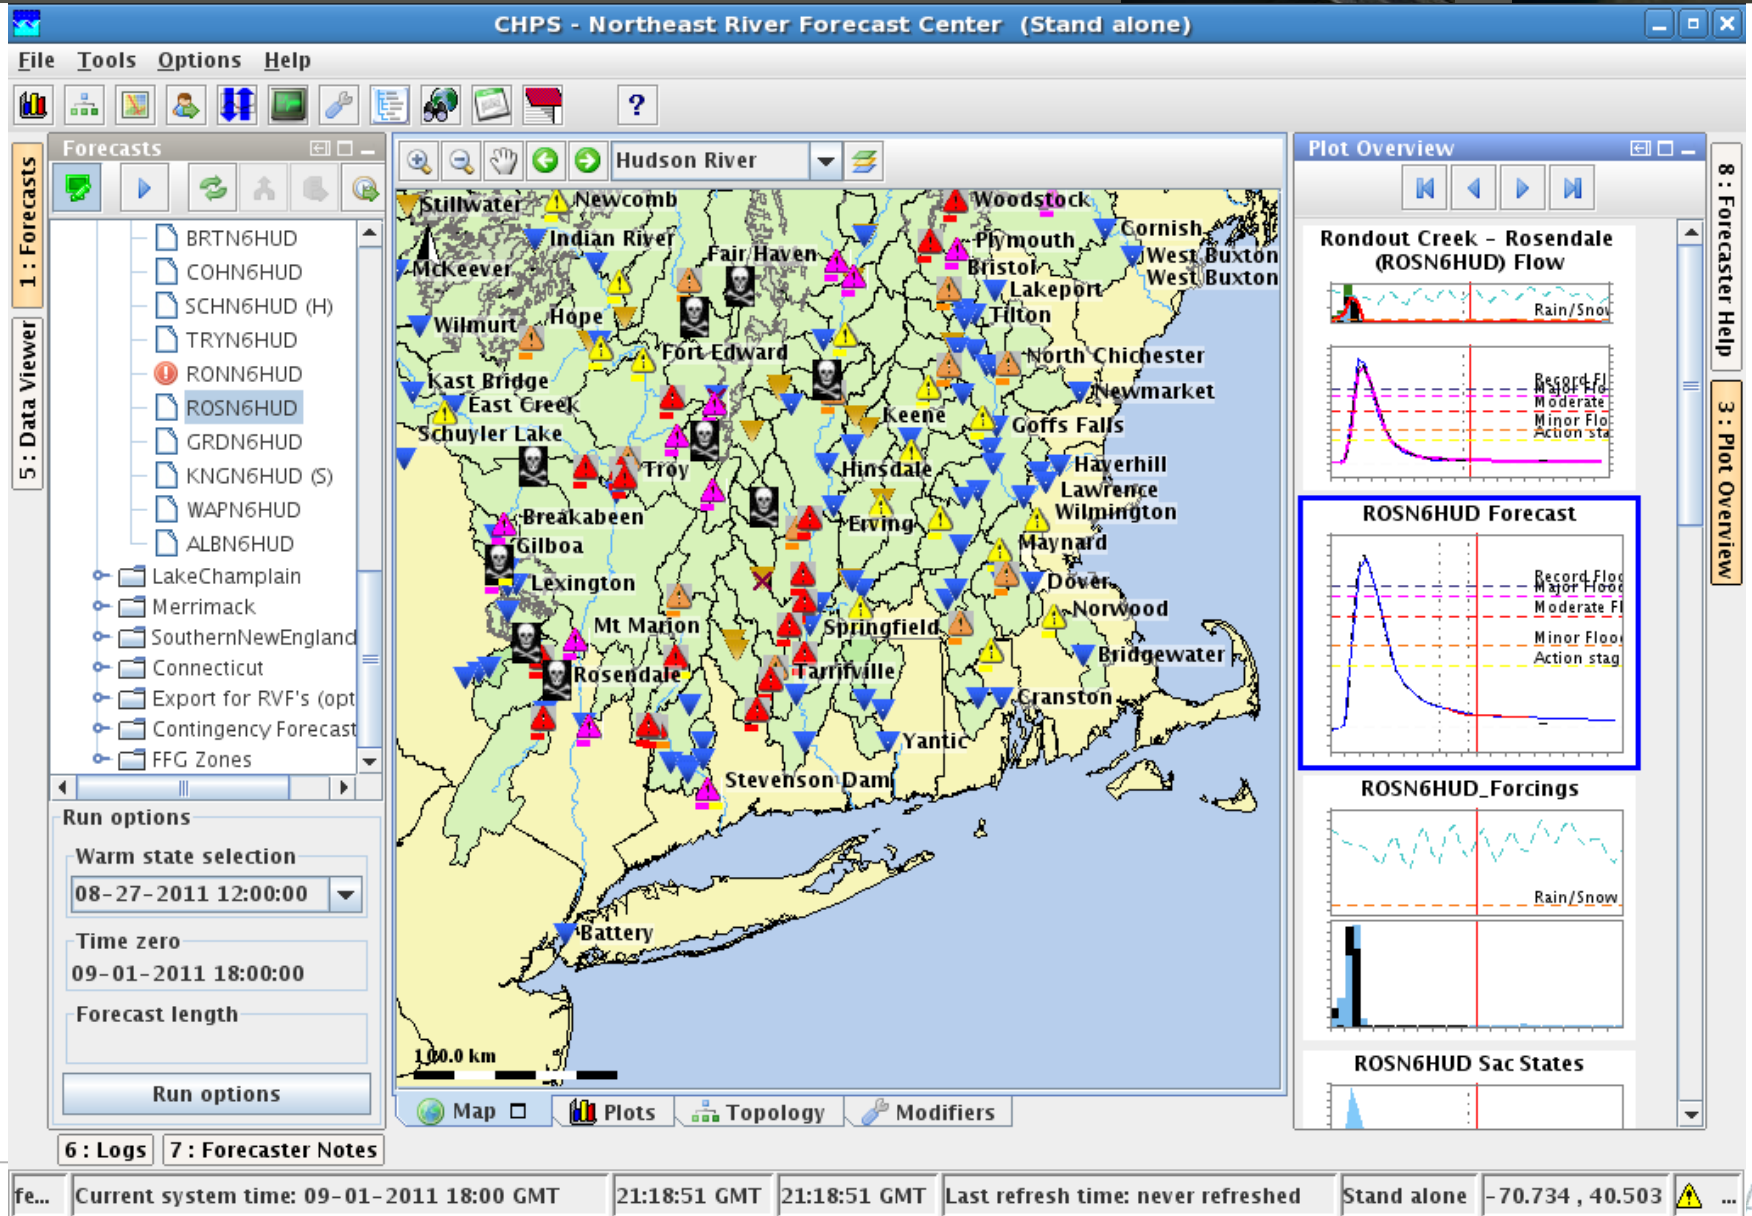 CHPS - Northeast River Forecast Center (Stand alone)
File Tools Options Help
?
1 : Forecasts
5 : Data Viewer
Forecasts
BRTN6HUD
COHN6HUD
SCHN6HUD (H)
TRYN6HUD
RONN6HUD
ROSN6HUD
GRDN6HUD
KNGN6HUD (S)
WAPN6HUD
ALBN6HUD
LakeChamplain
Merrimack
SouthernNewEngland
Connecticut
Export for RVF's (opt
Contingency Forecast
FFG Zones
Run options
Warm state selection
08-27-2011 12:00:00
Time zero
09-01-2011 18:00:00
Forecast length
Run options
6 : Logs
7 : Forecaster Notes
Hudson River
Stillwater
Newcomb
Woodstock
Indian River
Cornish
Fair Haven
Plymouth
West Buxton
McKeever
Bristol
West Buxton
Lakeport
Hope
Tilton
Wilmurt
Fort Edward
North Chichester
Kast Bridge
Newmarket
East Creek
Keene
Goffs Falls
Schuyler Lake
Troy
Hinsdale
Haverhill
Lawrence
Breakabeen
Erving
Wilmington
Gilboa
Maynard
Lexington
Dover
Norwood
Mt Marion
Springfield
Bridgewater
Rosendale
Tarrifville
Cranston
Yantic
Stevenson Dam
Battery
100.0 km
Map
Plots
Topology
Modifiers
Plot Overview
Rondout Creek - Rosendale
(ROSN6HUD) Flow
Rain/Snow
Record Fl
Major Flo
Moderate
Minor Flo
Action sta
ROSN6HUD Forecast
Record Floo
Major Flood
Moderate Fl
Minor Floo
Action stag
ROSN6HUD_Forcings
Rain/Snow
ROSN6HUD Sac States
8 : Forecaster Help
3 : Plot Overview
fe...
Current system time: 09-01-2011 18:00 GMT
21:18:51 GMT
21:18:51 GMT
Last refresh time: never refreshed
Stand alone
-70.734 , 40.503
...